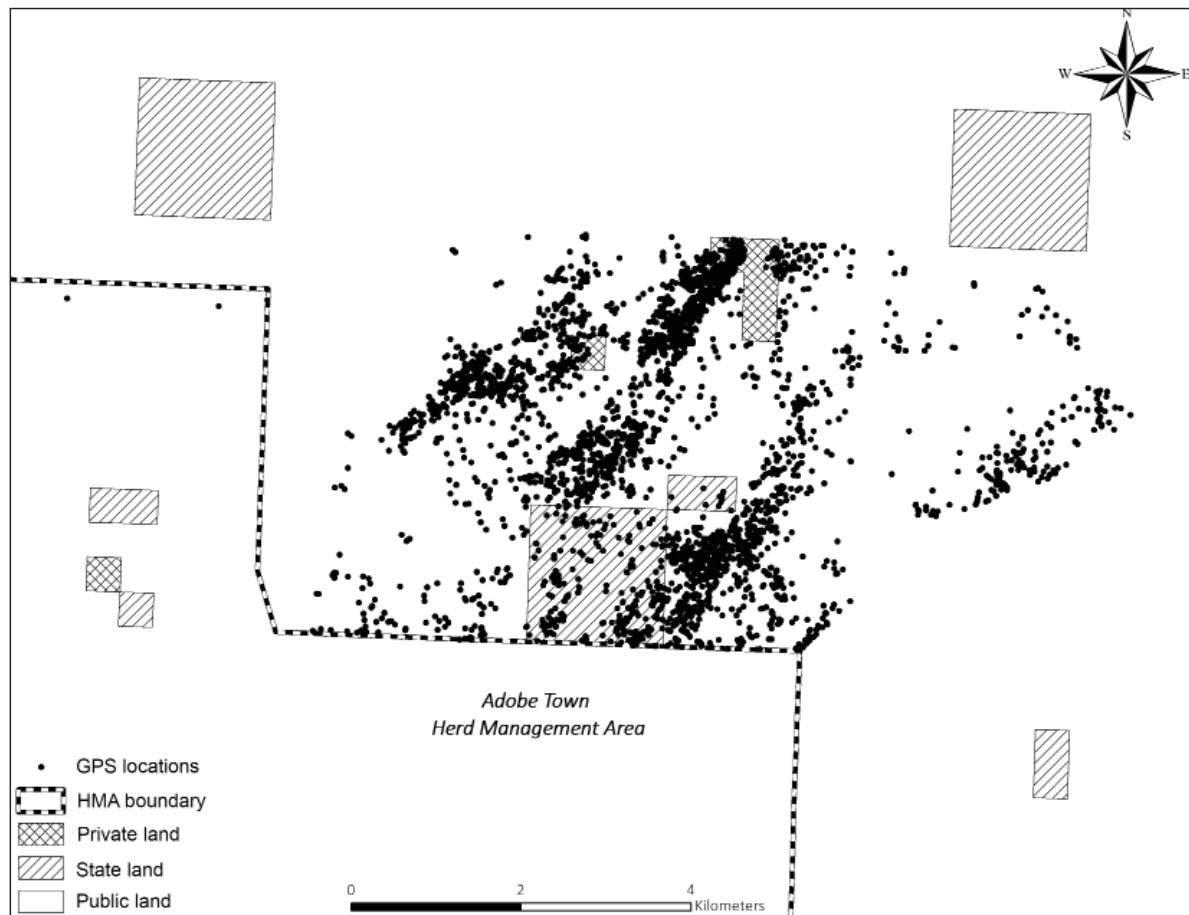 N
W E
S
Adobe Town
Herd Management Area
GPS locations
HMA boundary
Private land
State land
Public land
0 2 4
Kilometers